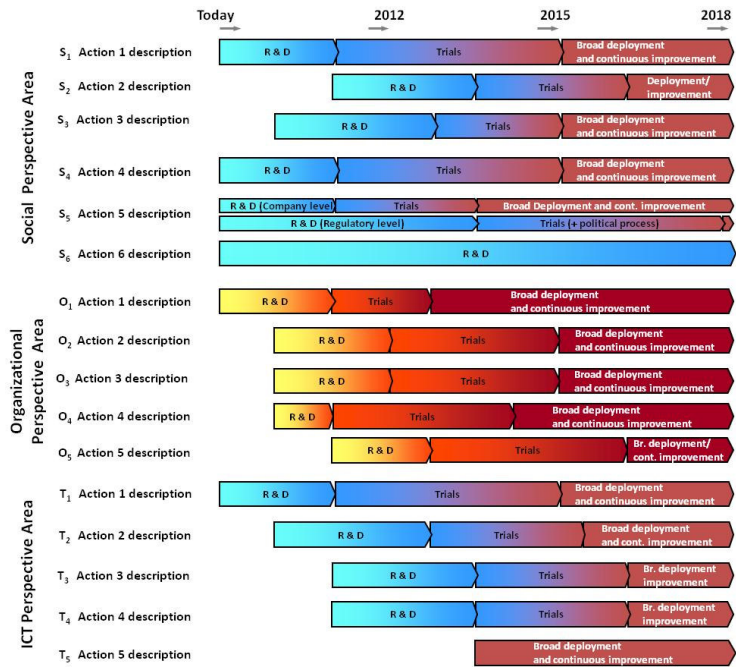 Today 2012 2015 2018
Social Perspective Area
S1 Action 1 description R & D Trials Broad deployment
and continuous improvement
S2 Action 2 description R & D Trials Deployment/
improvement
S3 Action 3 description R & D Trials Broad deployment
and continuous improvement
S4 Action 4 description R & D Trials Broad deployment
and continuous improvement
S5 Action 5 description
R & D (Company level) Trials Broad Deployment and cont. improvement
R & D (Regulatory level) Trials (+ political process)
S6 Action 6 description R & D
Organizational
Perspective Area
O1 Action 1 description R & D Trials Broad deployment
and continuous improvement
O2 Action 2 description R & D Trials Broad deployment
and continuous improvement
O3 Action 3 description R & D Trials Broad deployment
and continuous improvement
O4 Action 4 description R & D Trials Broad deployment
and continuous improvement
O5 Action 5 description R & D Trials Br. deployment/
cont. improvement
ICT Perspective Area
T1 Action 1 description R & D Trials Broad deployment
and continuous improvement
T2 Action 2 description R & D Trials Broad deployment
and cont. improvement
T3 Action 3 description R & D Trials Br. deployment
improvement
T4 Action 4 description R & D Trials Br. deployment
improvement
T5 Action 5 description Broad deployment
and continuous improvement